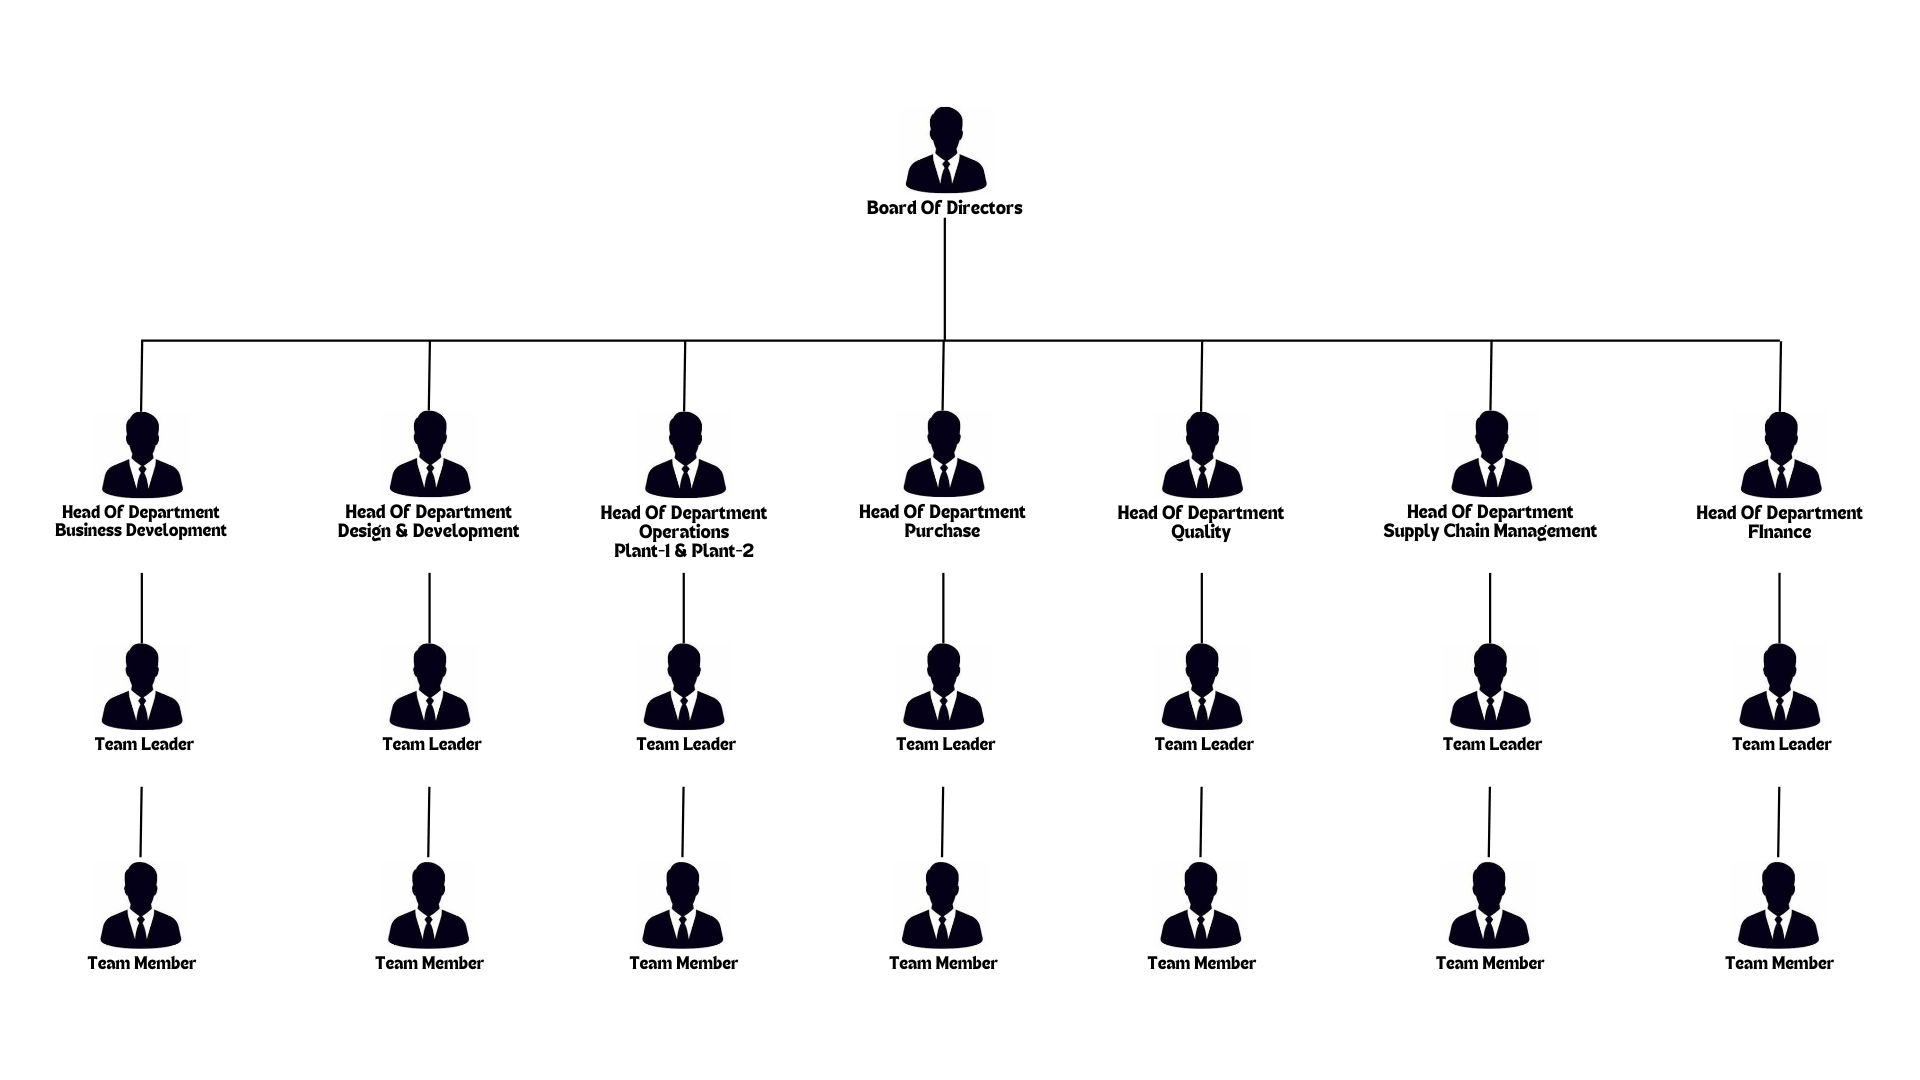 Board Of Directors
Head Of Department
Business Development
Head Of Department
Design & Development
Head Of Department
Operations
Plant-1 & Plant-2
Head Of Department
Purchase
Head Of Department
Quality
Head Of Department
Supply Chain Management
Head Of Department
FInance
Team Leader
Team Leader
Team Leader
Team Leader
Team Leader
Team Leader
Team Leader
Team Member
Team Member
Team Member
Team Member
Team Member
Team Member
Team Member